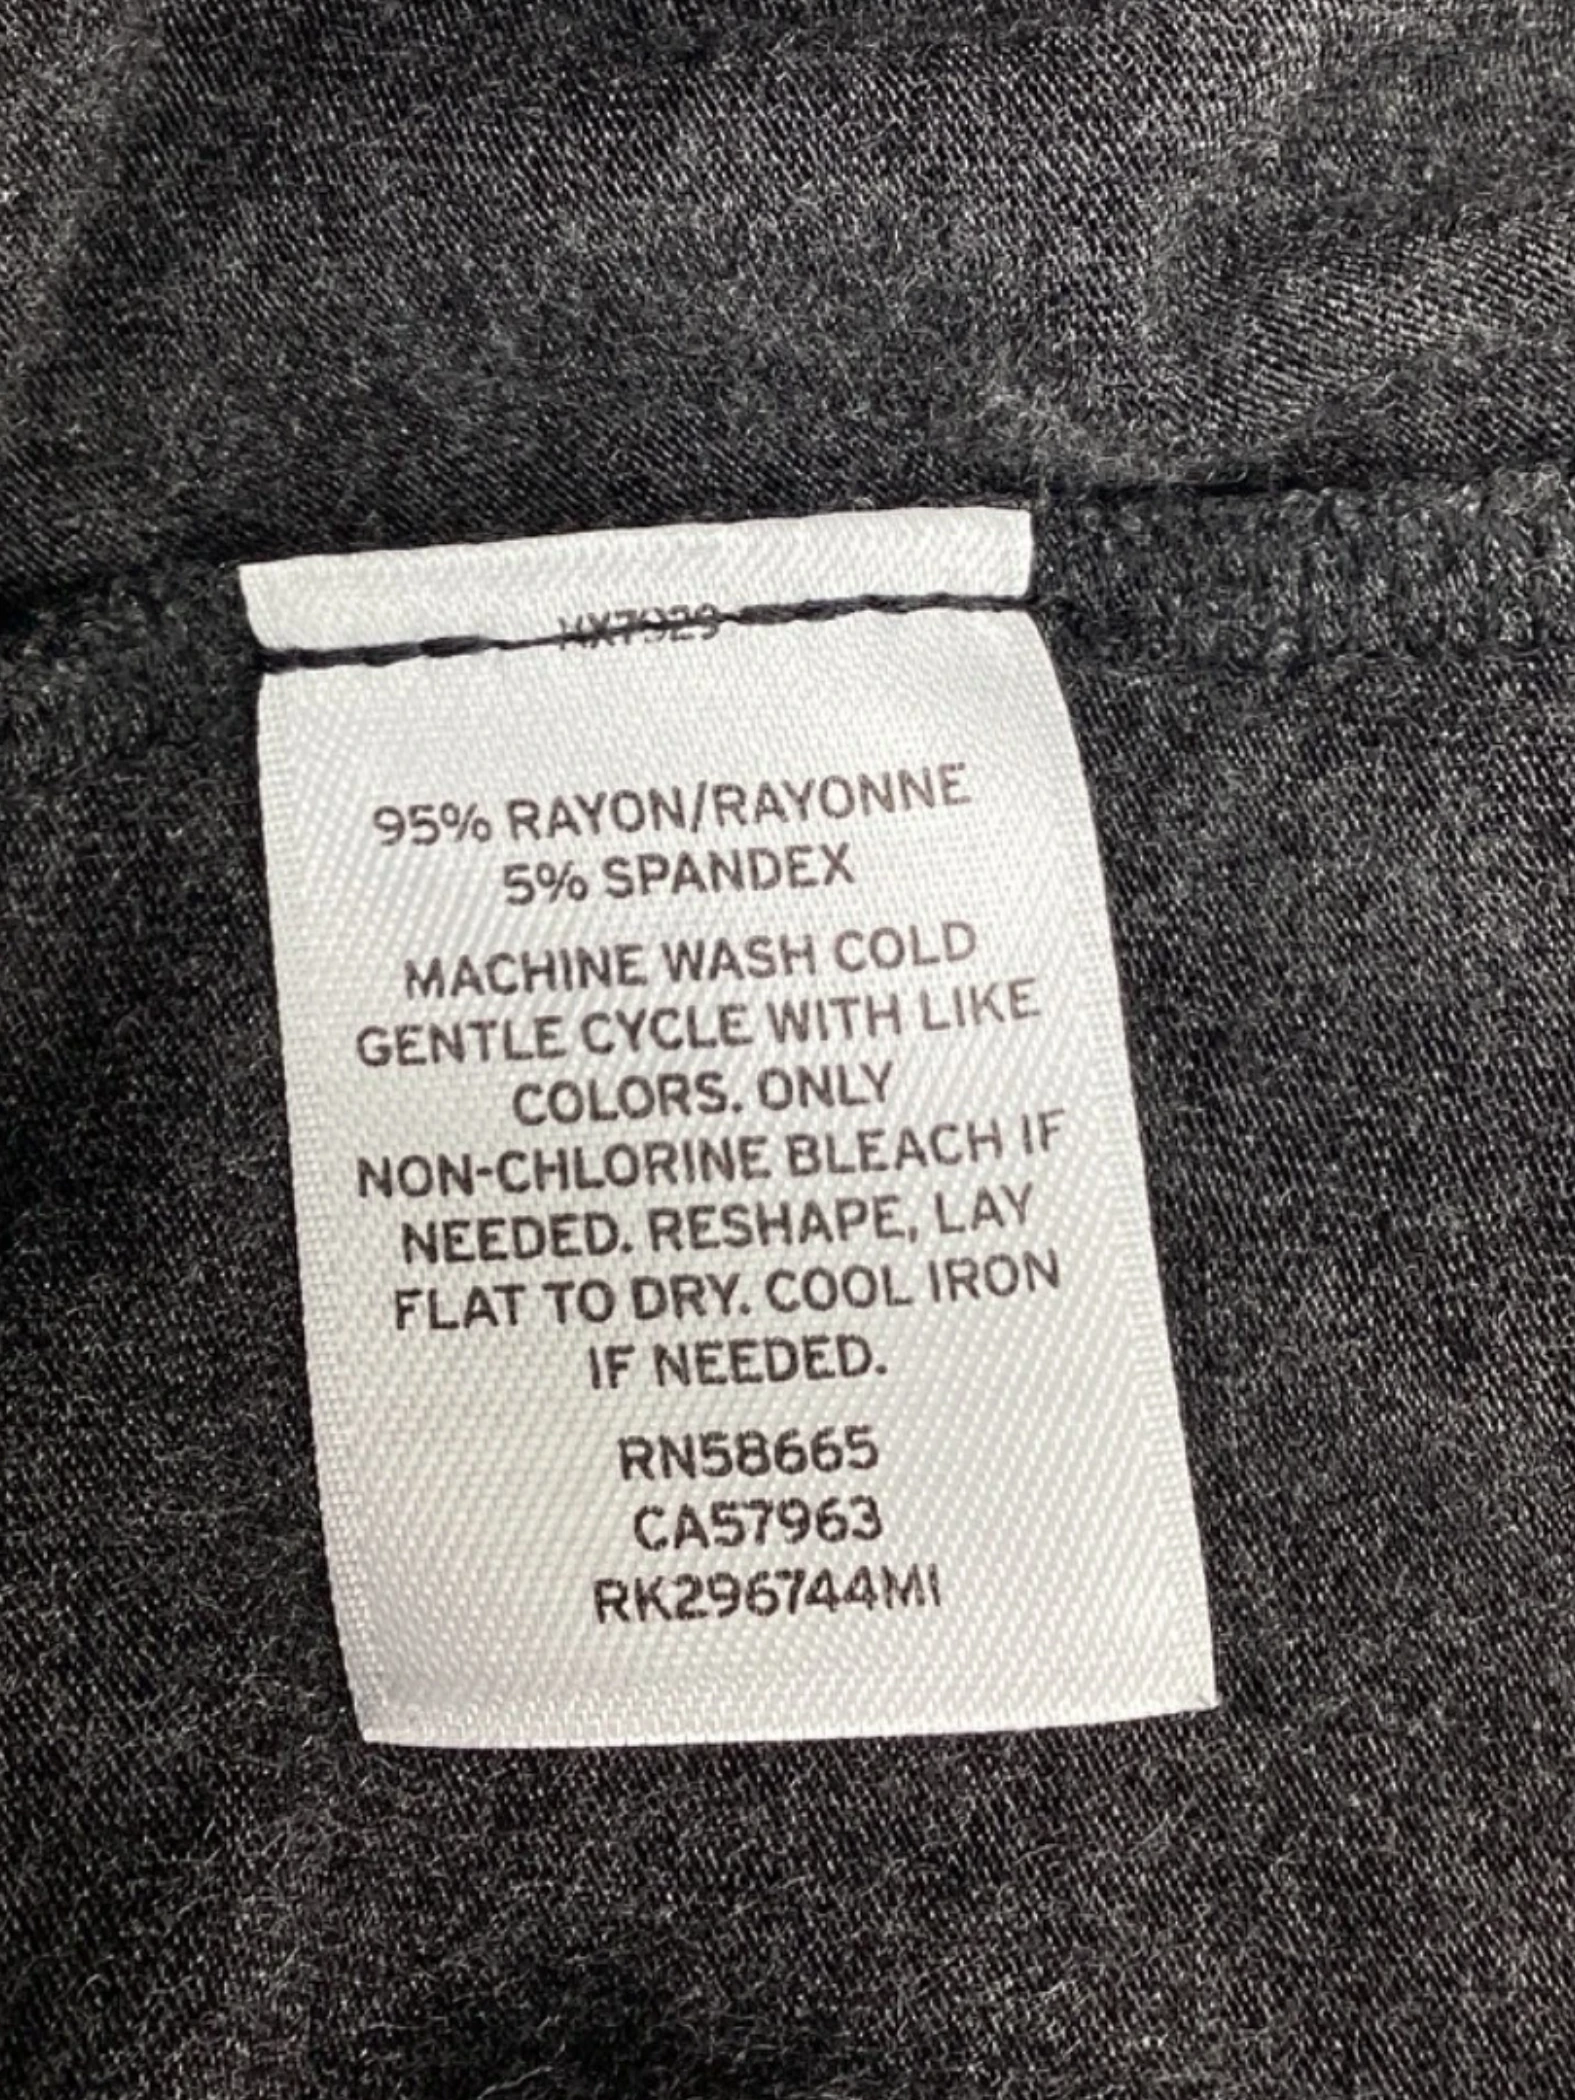 95% RAYON/RAYONNE
5% SPANDEX
MACHINE WASH COLD
GENTLE CYCLE WITH LIKE
COLORS. ONLY
NON-CHLORINE BLEACH IF
NEEDED. RESHAPE, LAY
FLAT TO DRY. COOL IRON
IF NEEDED.
RN58665
CA57963
RK296744MI